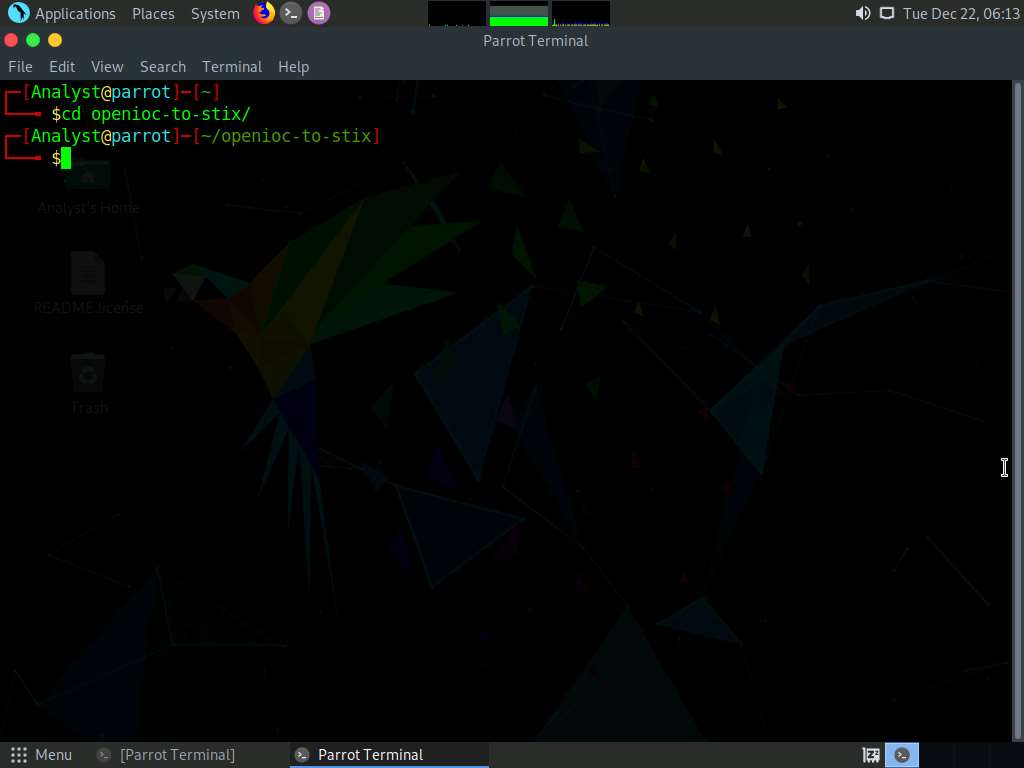 Applications Places System Tue Dec 22, 06:13
Parrot Terminal
File Edit View Search Terminal Help
┌─[Analyst@parrot]─[~]
└──╼ $cd openioc-to-stix/
┌─[Analyst@parrot]─[~/openioc-to-stix]
└──╼ $
Analyst's Home
README.license
Trash
Menu [Parrot Terminal] Parrot Terminal